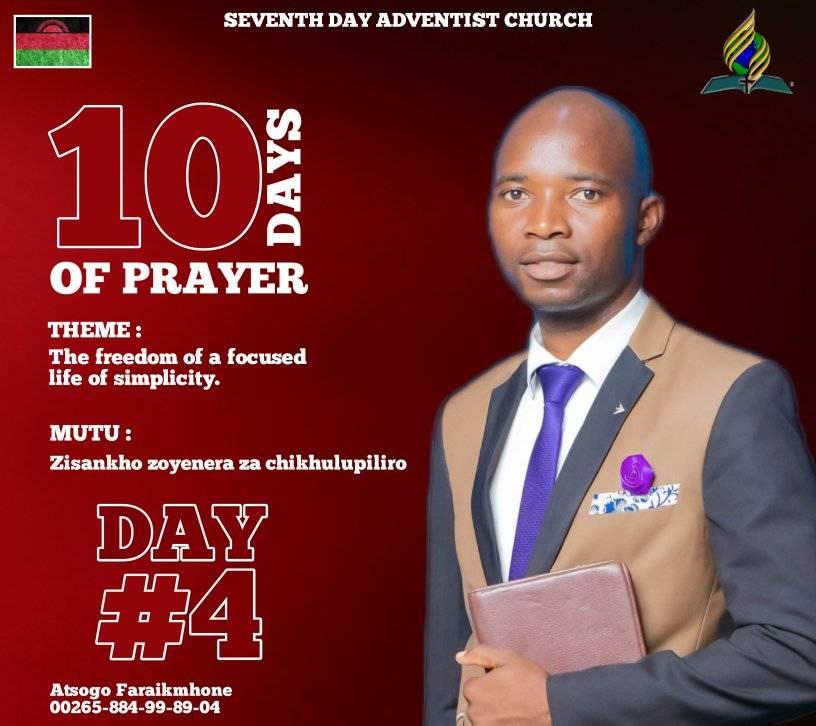 SEVENTH DAY ADVENTIST CHURCH
10
DAYS
OF PRAYER
THEME :
The freedom of a focused
life of simplicity.
MUTU :
Zisankho zoyenera za chikhulupiliro
DAY
#4
Atsogo Faraikmhone
00265-884-99-89-04